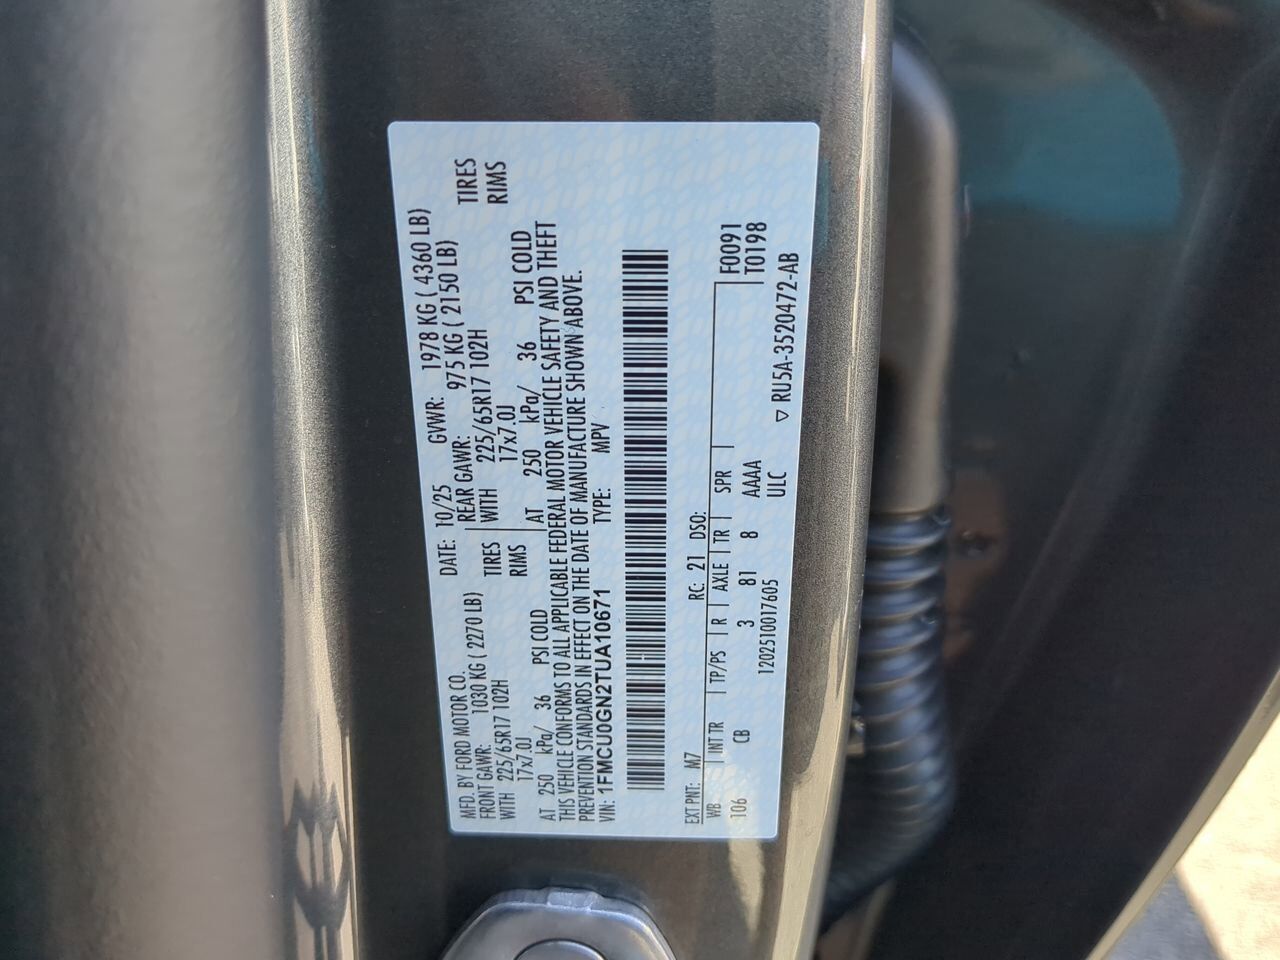 MFD. BY FORD MOTOR CO. DATE: 10/25 GVWR: 1978 KG ( 4360 LB)
FRONT GAWR: 1030 KG ( 2270 LB) REAR GAWR: 975 KG ( 2150 LB)
WITH 225/65R17 102H TIRES WITH 225/65R17 102H TIRES
17x7.0J RIMS 17x7.0J RIMS
AT 250 kPa/ 36 PSI COLD AT 250 kPa/ 36 PSI COLD
THIS VEHICLE CONFORMS TO ALL APPLICABLE FEDERAL MOTOR VEHICLE SAFETY AND THEFT
PREVENTION STANDARDS IN EFFECT ON THE DATE OF MANUFACTURE SHOWN ABOVE.
VIN: 1FMCU0GN2TUA10671 TYPE: MPV
EXT PNT: M7 RC: 21 DSO:
WB INT TR TP/PS R AXLE TR SPR F0091
106 CB 3 81 8 AAAA T0198
120251001​7605 ULC
▽ RU5A-3520472-AB